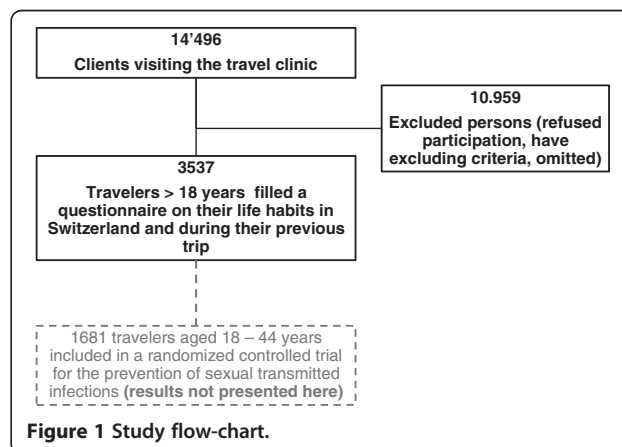 14’496
Clients visiting the travel clinic
10.959
Excluded persons (refused
participation, have
excluding criteria, omitted)
3537
Travelers > 18 years filled a
questionnaire on their life habits in
Switzerland and during their previous
trip
1681 travelers aged 18 – 44 years
included in a randomized controlled trial
for the prevention of sexual transmitted
infections (results not presented here)
Figure 1 Study flow-chart.